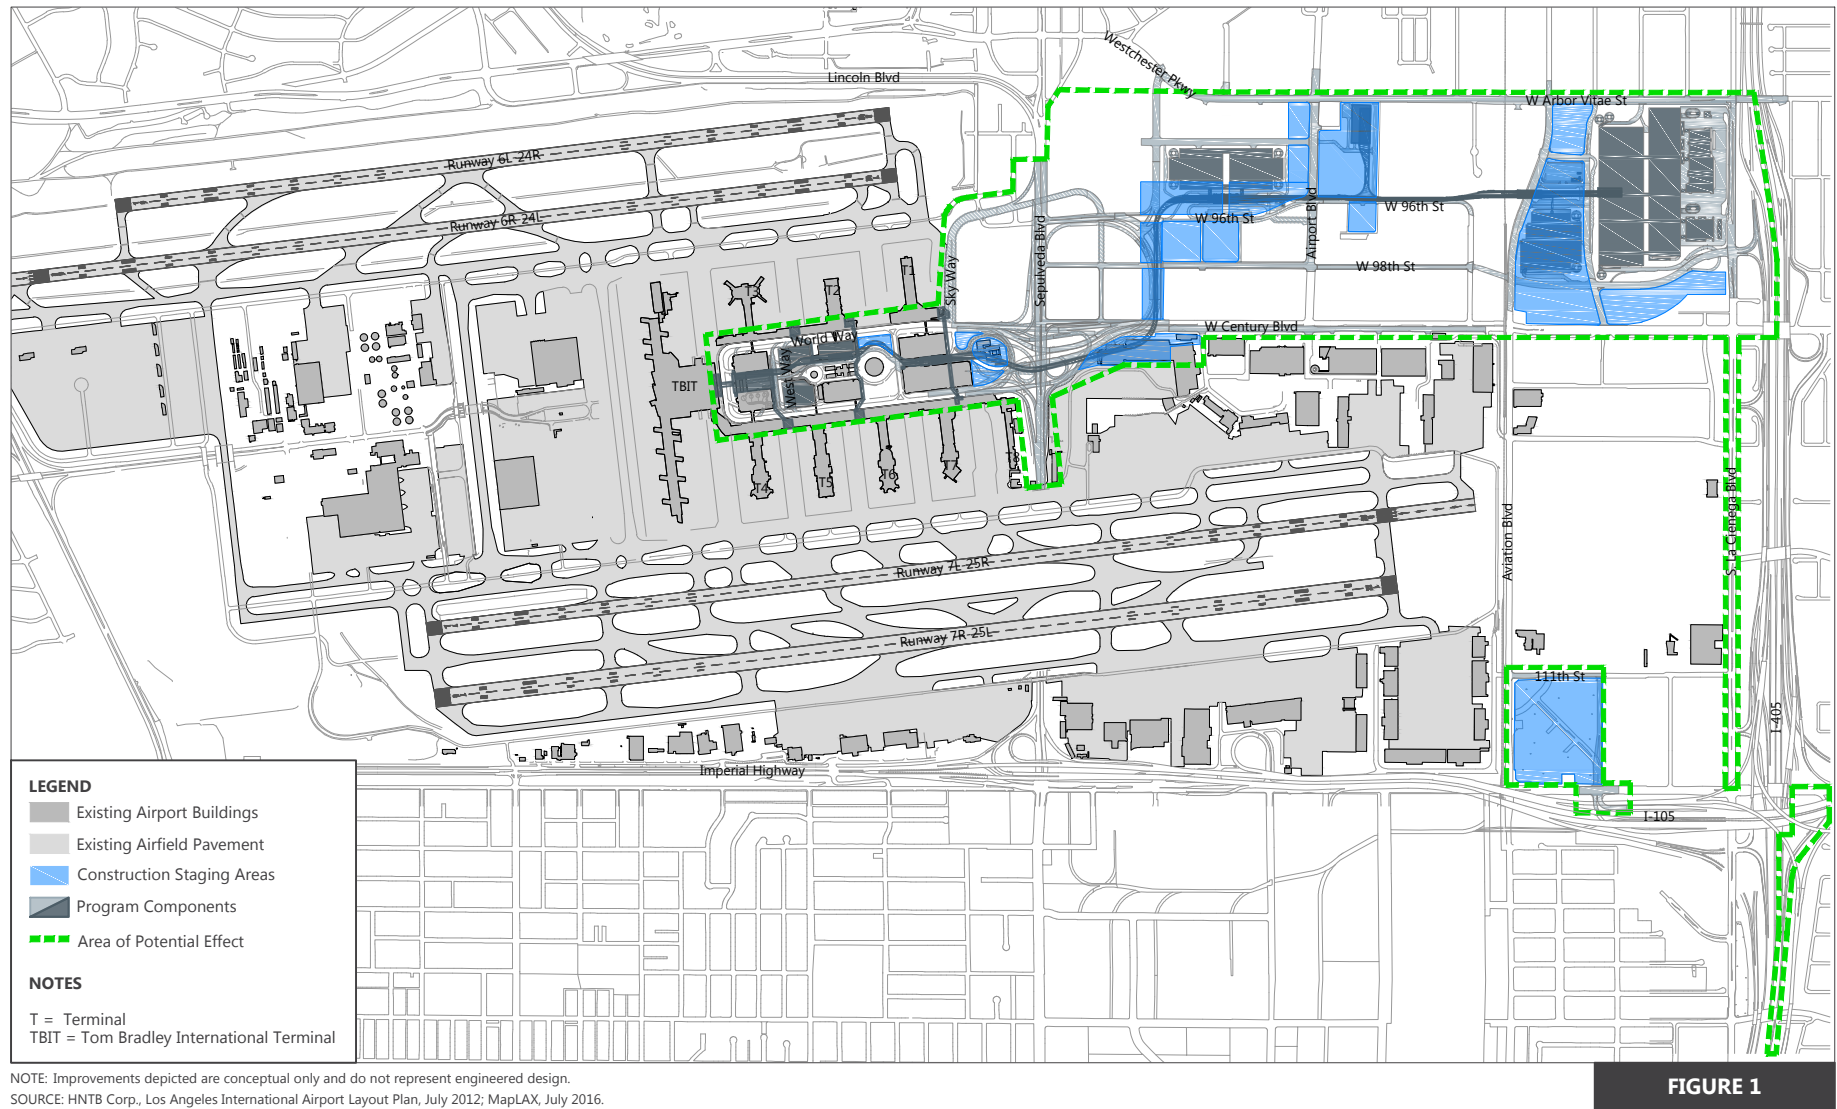 Westchester Pkwy
Lincoln Blvd
W Arbor Vitae St
Runway 6L-24R
Runway 6R-24L
W 96th St
W 96th St
Airport Blvd
Sepulveda Blvd
Sky Way
W 98th St
T1
T2
T3
W Century Blvd
World Way
West Way
TBIT
T4
T5
T6
T7
T8
Aviation Blvd
S. La Cienega Blvd
Runway 7L-25R
Runway 7R-25L
111th St
I-405
Imperial Highway
I-105
LEGEND
Existing Airport Buildings
Existing Airfield Pavement
Construction Staging Areas
Program Components
Area of Potential Effect
NOTES
T = Terminal
TBIT = Tom Bradley International Terminal
NOTE: Improvements depicted are conceptual only and do not represent engineered design.
SOURCE: HNTB Corp., Los Angeles International Airport Layout Plan, July 2012; MapLAX, July 2016.
FIGURE 1